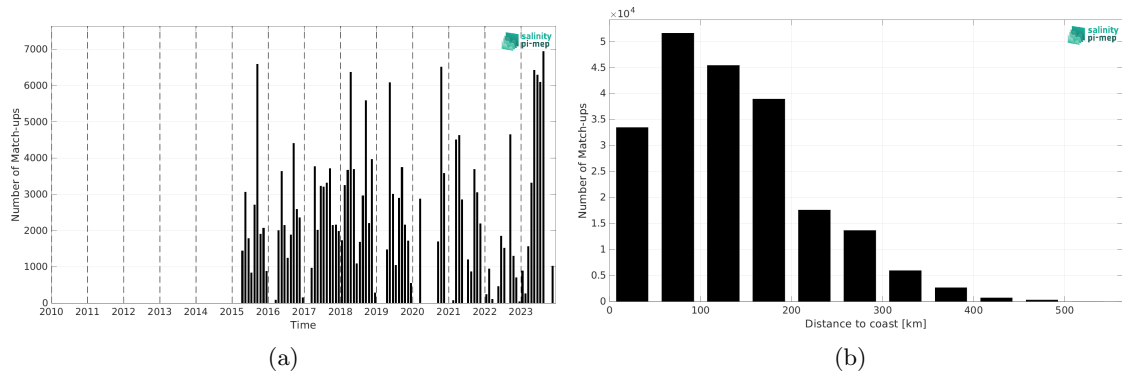 salinity
pi-mep
7000
6000
5000
4000
3000
2000
1000
0
Number of Match-ups
2010 2011 2012 2013 2014 2015 2016 2017 2018 2019 2020 2021 2022 2023
Time
(a)
×10⁴
salinity
pi-mep
5
4.5
4
3.5
3
2.5
2
1.5
1
0.5
0
Number of Match-ups
0 100 200 300 400 500
Distance to coast [km]
(b)